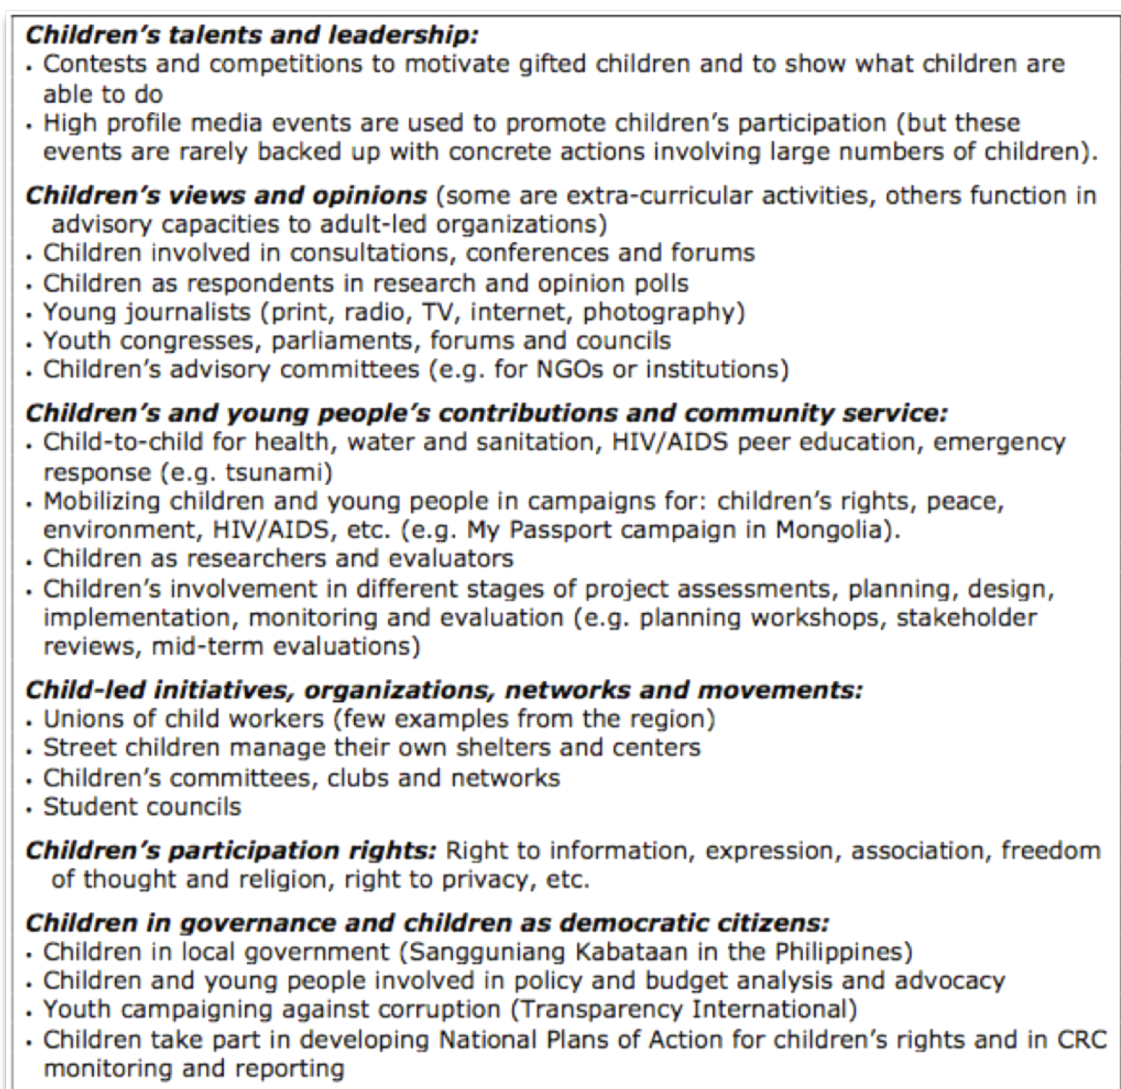 Children’s talents and leadership:
• Contests and competitions to motivate gifted children and to show what children are
able to do
• High profile media events are used to promote children’s participation (but these
events are rarely backed up with concrete actions involving large numbers of children).
Children’s views and opinions (some are extra-curricular activities, others function in
advisory capacities to adult-led organizations)
• Children involved in consultations, conferences and forums
• Children as respondents in research and opinion polls
• Young journalists (print, radio, TV, internet, photography)
• Youth congresses, parliaments, forums and councils
• Children’s advisory committees (e.g. for NGOs or institutions)
Children’s and young people’s contributions and community service:
• Child-to-child for health, water and sanitation, HIV/AIDS peer education, emergency
response (e.g. tsunami)
• Mobilizing children and young people in campaigns for: children’s rights, peace,
environment, HIV/AIDS, etc. (e.g. My Passport campaign in Mongolia).
• Children as researchers and evaluators
• Children’s involvement in different stages of project assessments, planning, design,
implementation, monitoring and evaluation (e.g. planning workshops, stakeholder
reviews, mid-term evaluations)
Child-led initiatives, organizations, networks and movements:
• Unions of child workers (few examples from the region)
• Street children manage their own shelters and centers
• Children’s committees, clubs and networks
• Student councils
Children’s participation rights: Right to information, expression, association, freedom
of thought and religion, right to privacy, etc.
Children in governance and children as democratic citizens:
• Children in local government (Sangguniang Kabataan in the Philippines)
• Children and young people involved in policy and budget analysis and advocacy
• Youth campaigning against corruption (Transparency International)
• Children take part in developing National Plans of Action for children’s rights and in CRC
monitoring and reporting